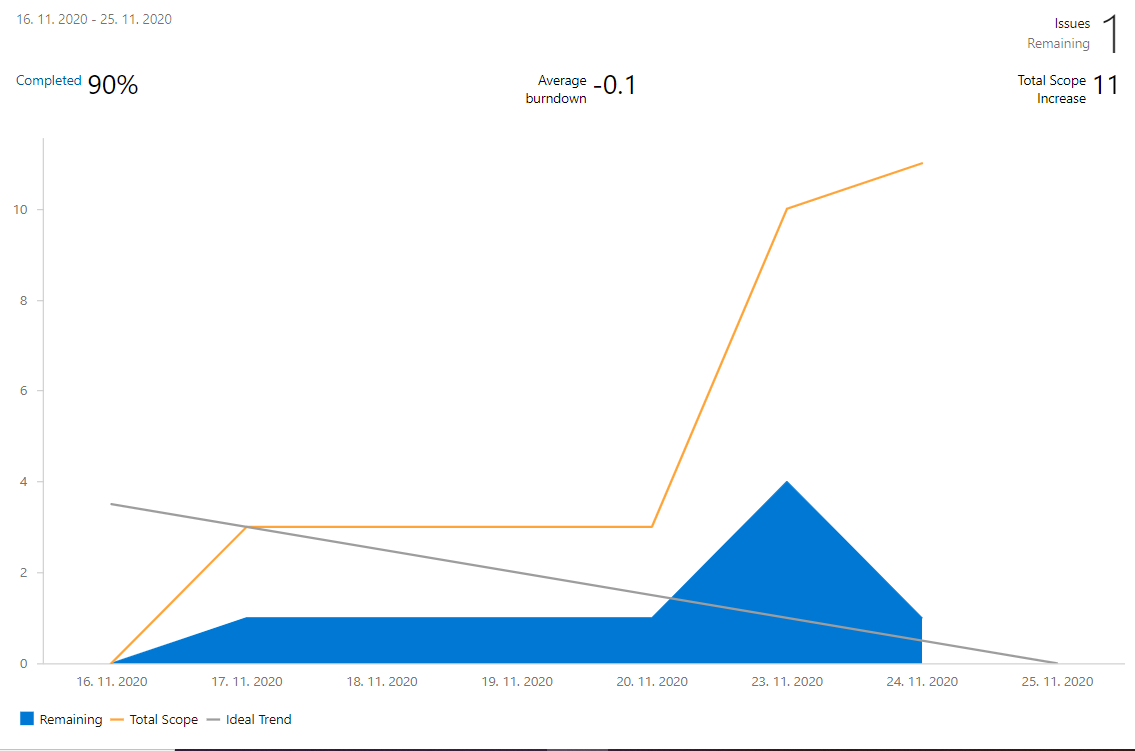 16. 11. 2020 - 25. 11. 2020
Issues
Remaining
1
Completed 90%
Average
burndown
-0.1
Total Scope
Increase
11
10
8
6
4
2
0
16. 11. 2020 17. 11. 2020 18. 11. 2020 19. 11. 2020 20. 11. 2020 23. 11. 2020 24. 11. 2020 25. 11. 2020
Remaining Total Scope Ideal Trend